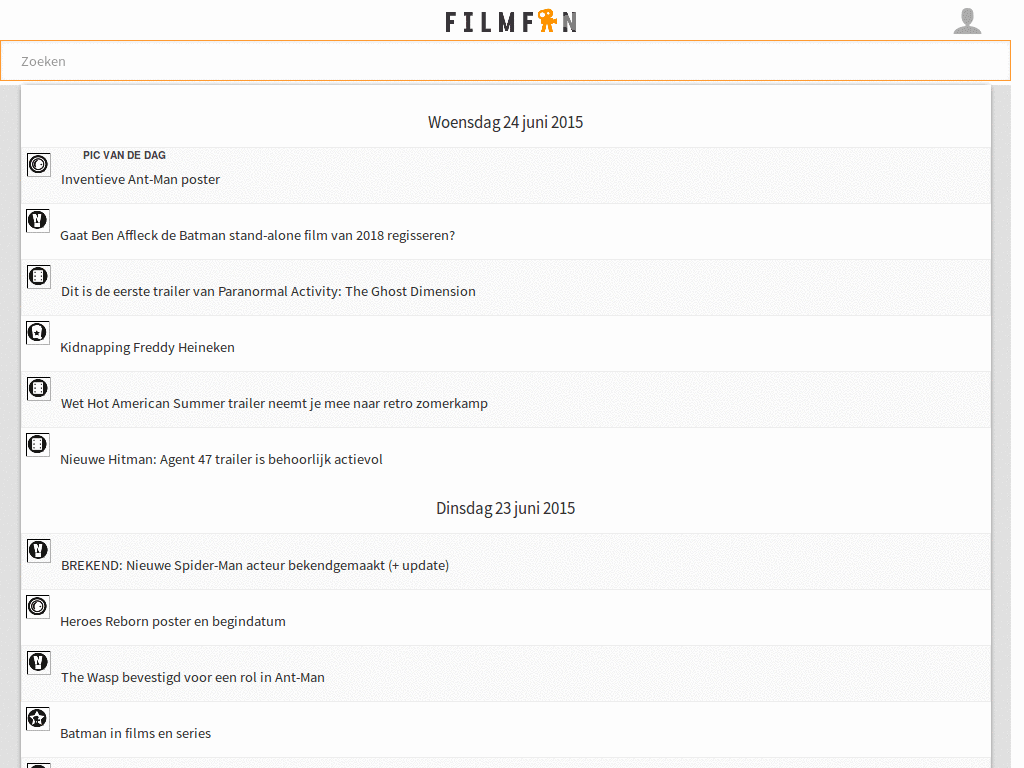 FILMFAN
Zoeken
Woensdag 24 juni 2015
PIC VAN DE DAG
Inventieve Ant-Man poster
Gaat Ben Affleck de Batman stand-alone film van 2018 regisseren?
Dit is de eerste trailer van Paranormal Activity: The Ghost Dimension
Kidnapping Freddy Heineken
Wet Hot American Summer trailer neemt je mee naar retro zomerkamp
Nieuwe Hitman: Agent 47 trailer is behoorlijk actievol
Dinsdag 23 juni 2015
BREKEND: Nieuwe Spider-Man acteur bekendgemaakt (+ update)
Heroes Reborn poster en begindatum
The Wasp bevestigd voor een rol in Ant-Man
Batman in films en series